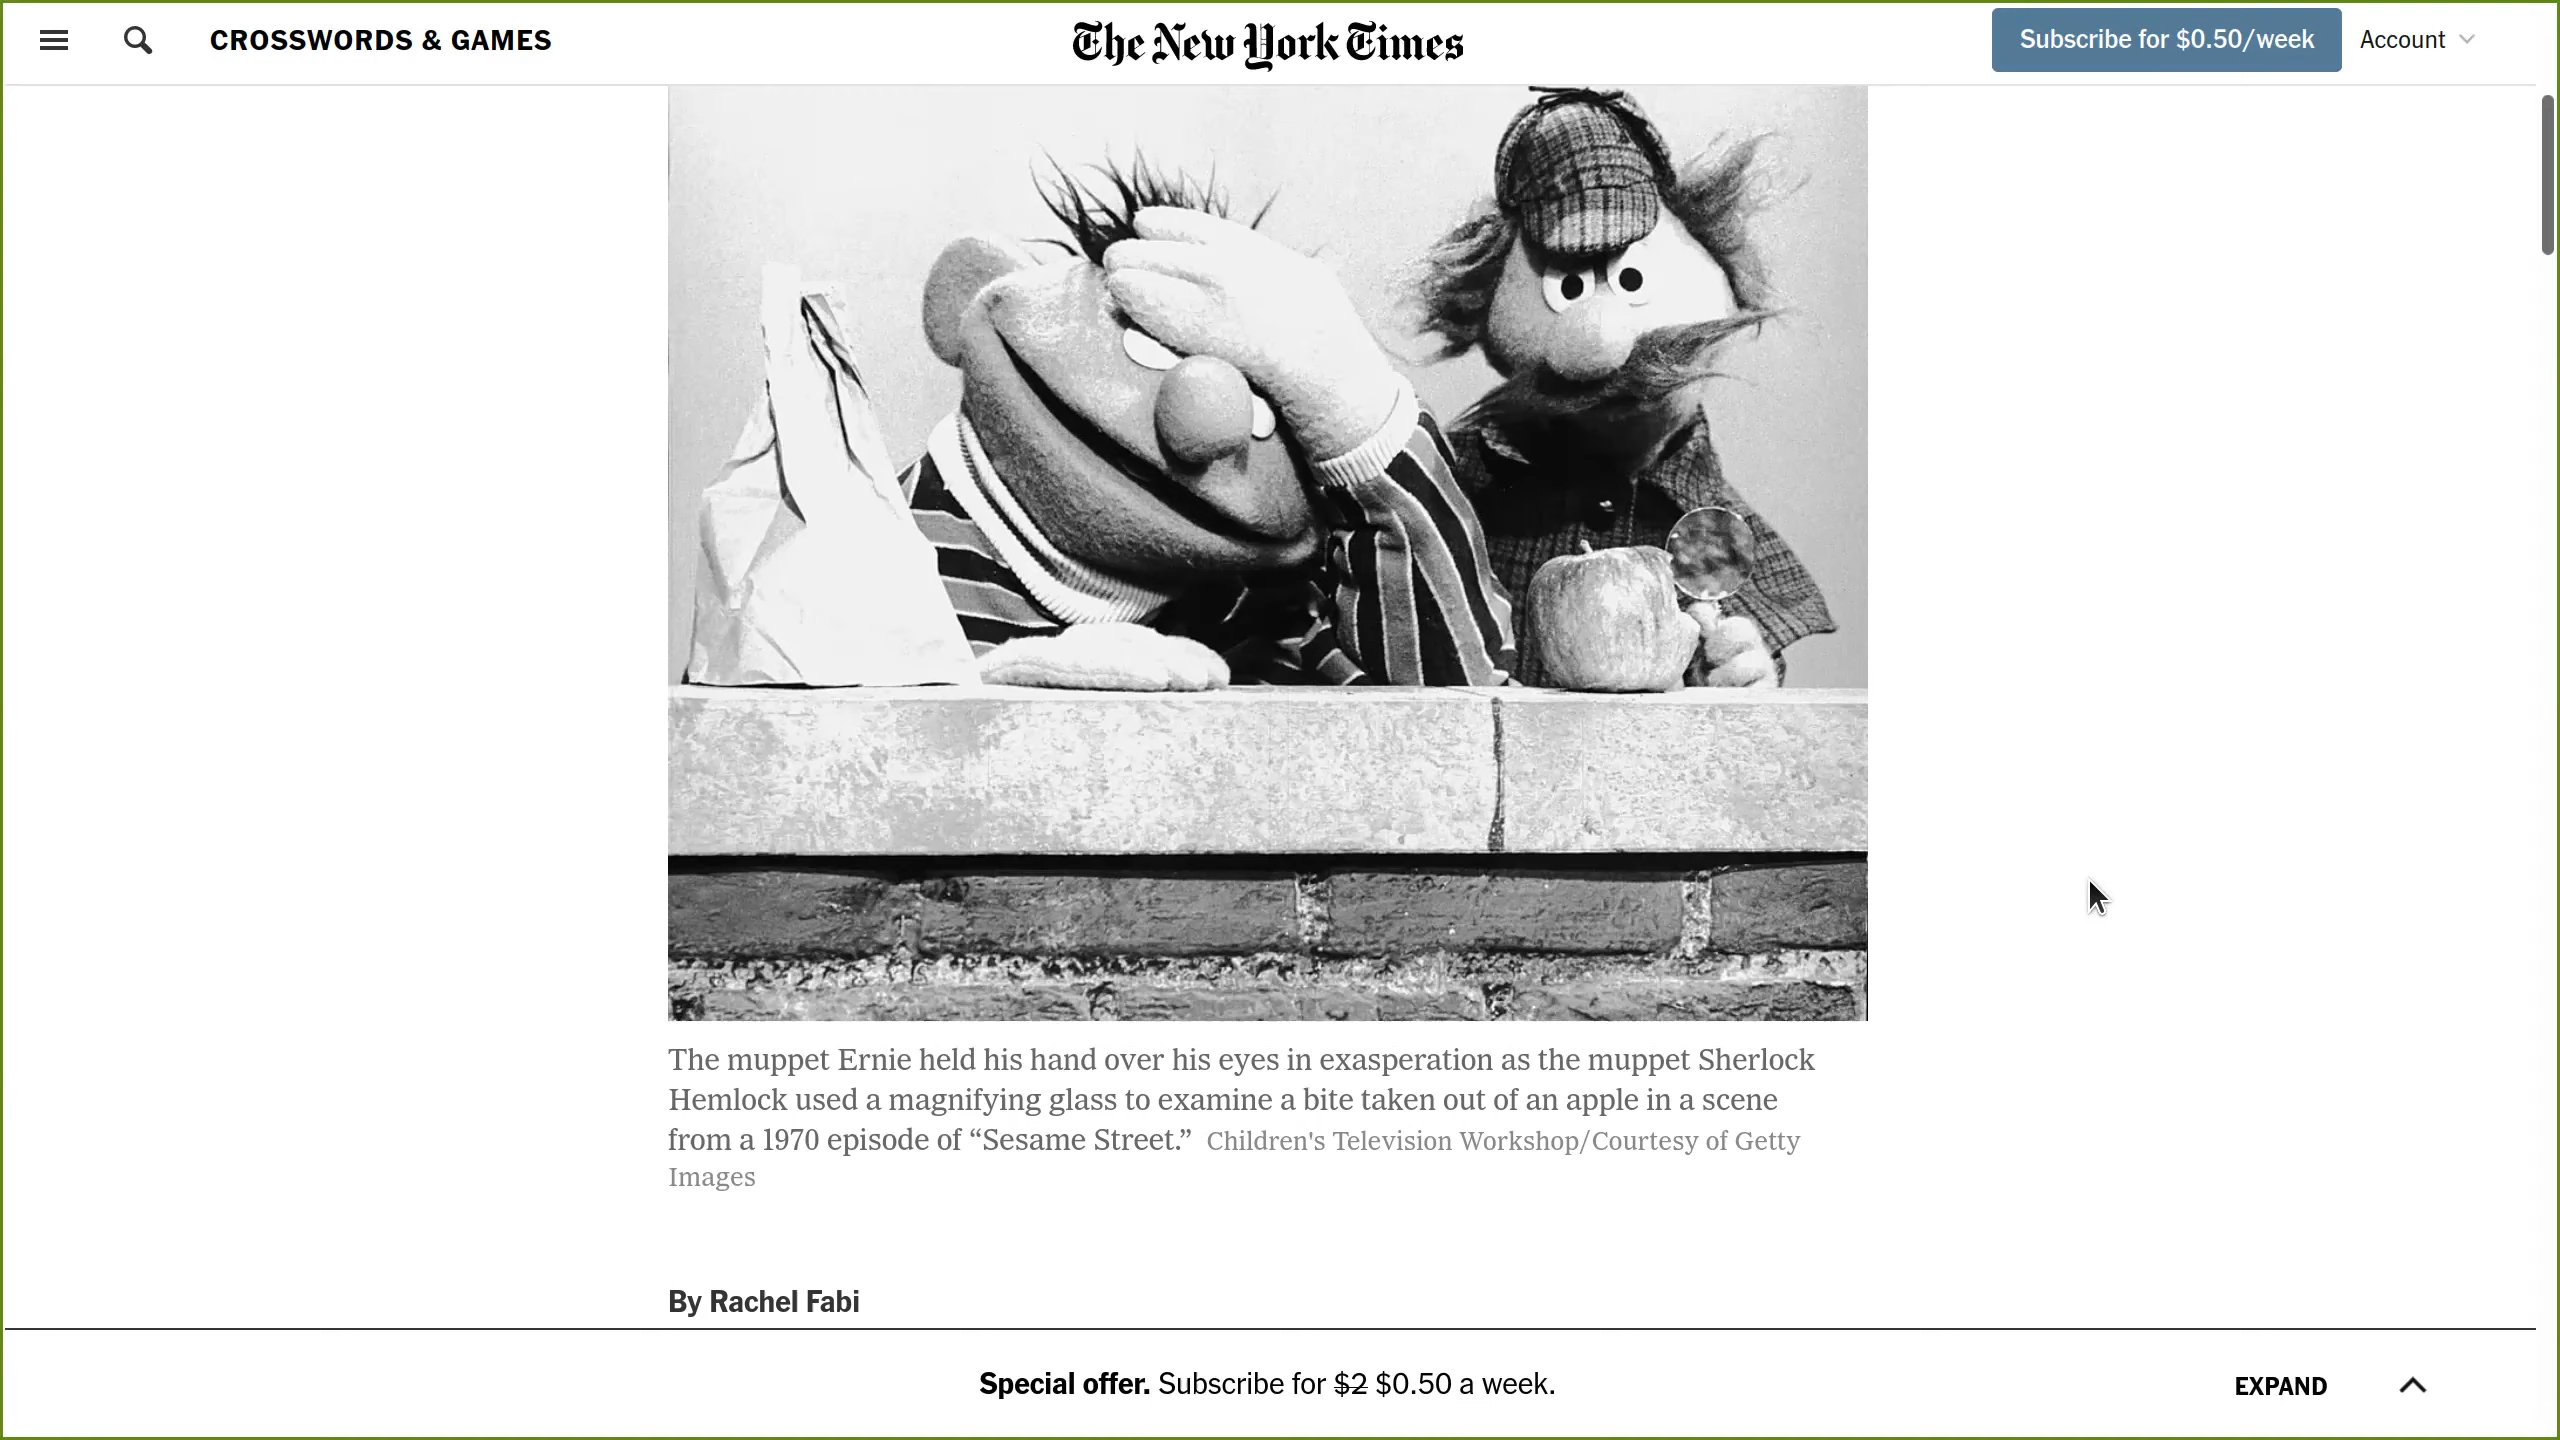 CROSSWORDS & GAMES
The New York Times
Subscribe for $0.50/week
Account
The muppet Ernie held his hand over his eyes in exasperation as the muppet Sherlock
Hemlock used a magnifying glass to examine a bite taken out of an apple in a scene
from a 1970 episode of “Sesame Street.” Children's Television Workshop/Courtesy of Getty
Images
By Rachel Fabi
Special offer. Subscribe for $2 $0.50 a week.
EXPAND